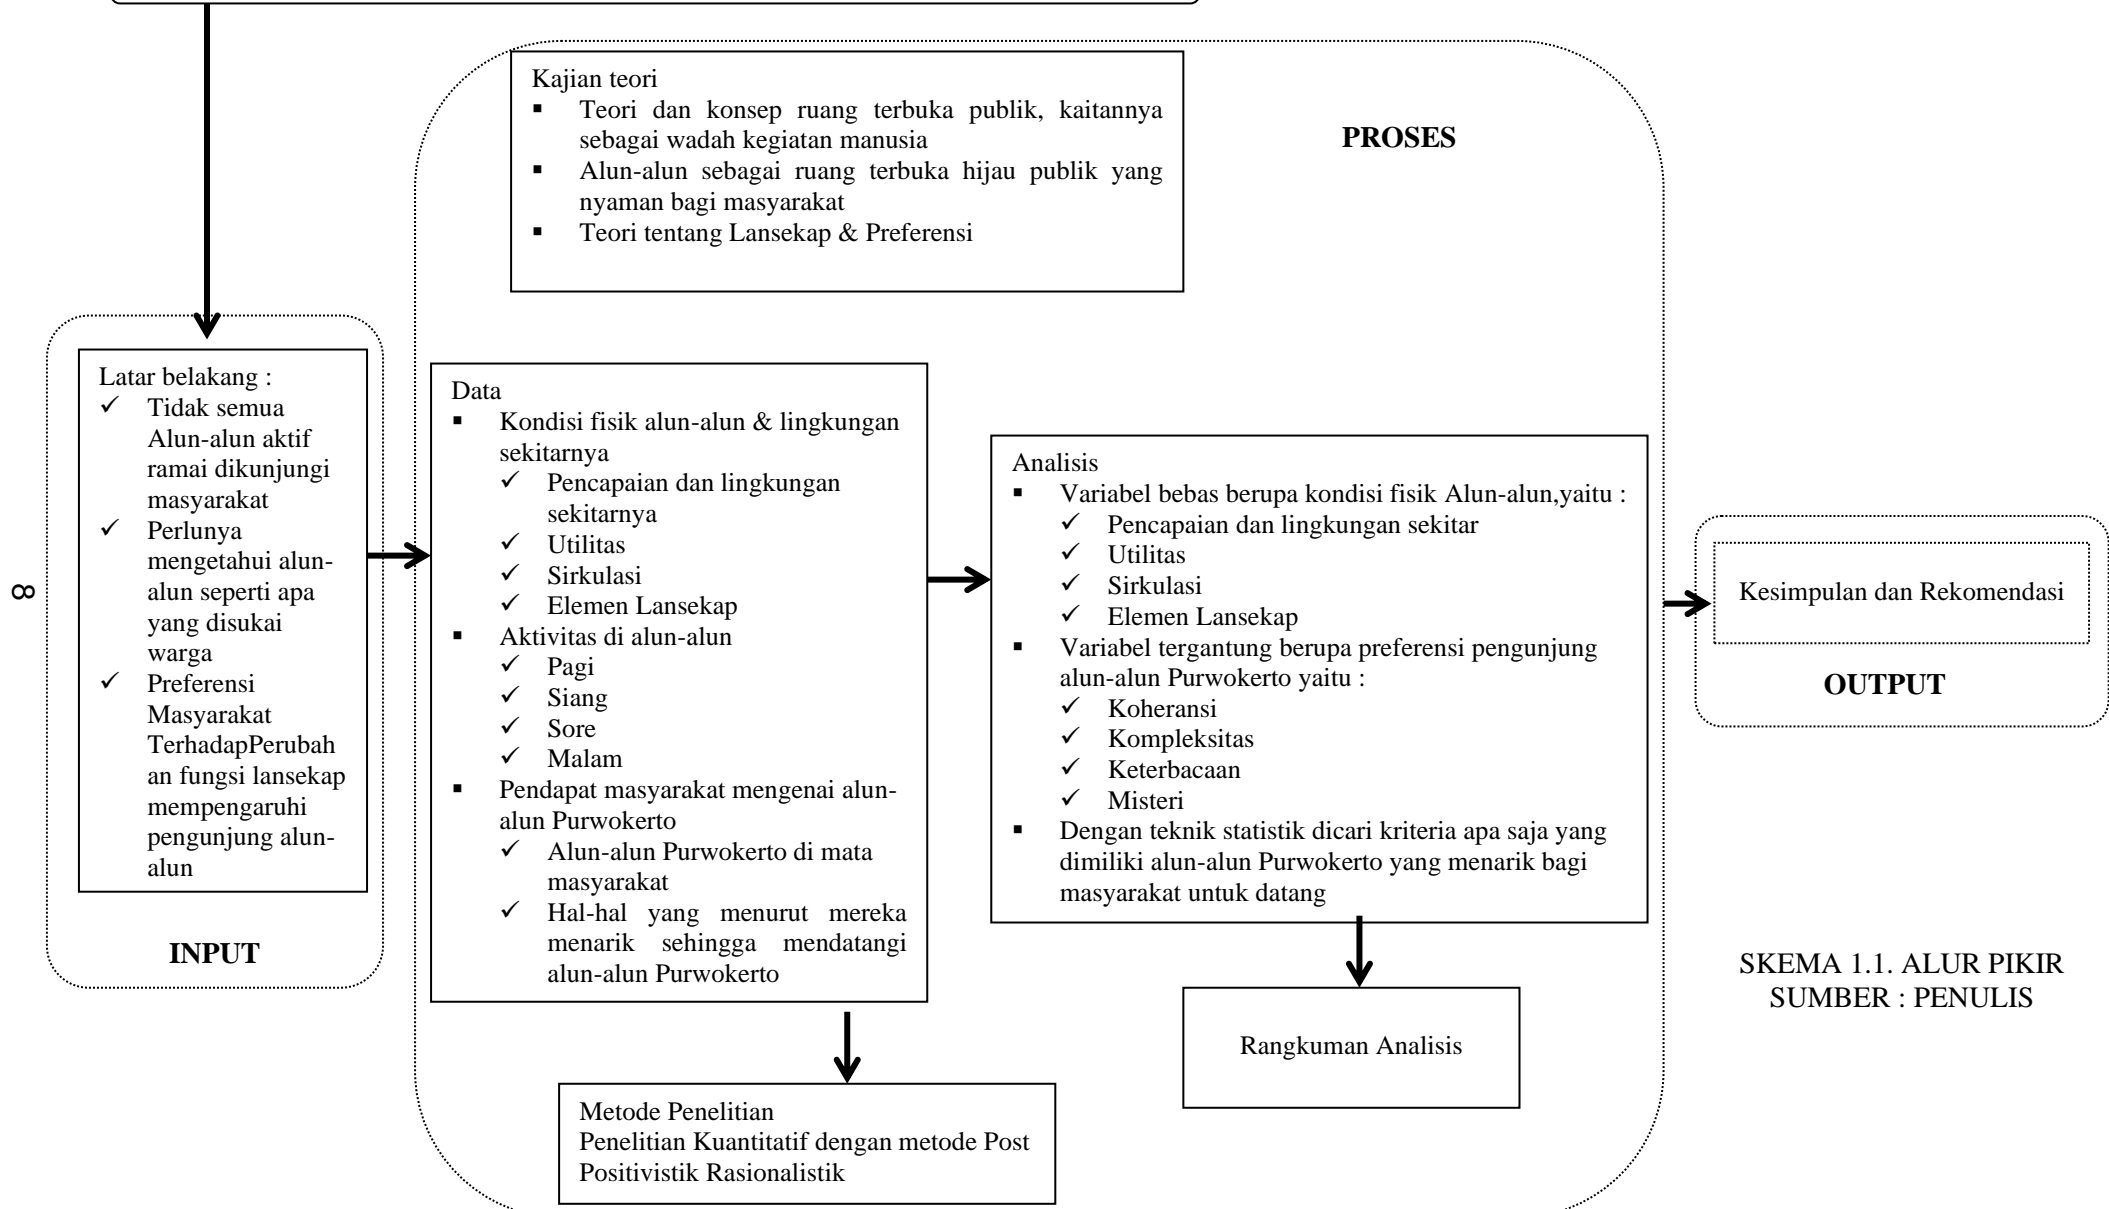 Kajian teori
▪ Teori dan konsep ruang terbuka publik, kaitannya
sebagai wadah kegiatan manusia
▪ Alun-alun sebagai ruang terbuka hijau publik yang
nyaman bagi masyarakat
▪ Teori tentang Lansekap & Preferensi
PROSES
Latar belakang :
✓ Tidak semua
Alun-alun aktif
ramai dikunjungi
masyarakat
✓ Perlunya
mengetahui alun-
alun seperti apa
yang disukai
warga
✓ Preferensi
Masyarakat
TerhadapPerubah
an fungsi lansekap
mempengaruhi
pengunjung alun-
alun
INPUT
Data
▪ Kondisi fisik alun-alun & lingkungan
sekitarnya
✓ Pencapaian dan lingkungan
sekitarnya
✓ Utilitas
✓ Sirkulasi
✓ Elemen Lansekap
▪ Aktivitas di alun-alun
✓ Pagi
✓ Siang
✓ Sore
✓ Malam
▪ Pendapat masyarakat mengenai alun-
alun Purwokerto
✓ Alun-alun Purwokerto di mata
masyarakat
✓ Hal-hal yang menurut mereka
menarik sehingga mendatangi
alun-alun Purwokerto
Metode Penelitian
Penelitian Kuantitatif dengan metode Post
Positivistik Rasionalistik
Analisis
▪ Variabel bebas berupa kondisi fisik Alun-alun,yaitu :
✓ Pencapaian dan lingkungan sekitar
✓ Utilitas
✓ Sirkulasi
✓ Elemen Lansekap
▪ Variabel tergantung berupa preferensi pengunjung
alun-alun Purwokerto yaitu :
✓ Koheransi
✓ Kompleksitas
✓ Keterbacaan
✓ Misteri
▪ Dengan teknik statistik dicari kriteria apa saja yang
dimiliki alun-alun Purwokerto yang menarik bagi
masyarakat untuk datang
Rangkuman Analisis
Kesimpulan dan Rekomendasi
OUTPUT
SKEMA 1.1. ALUR PIKIR
SUMBER : PENULIS
8